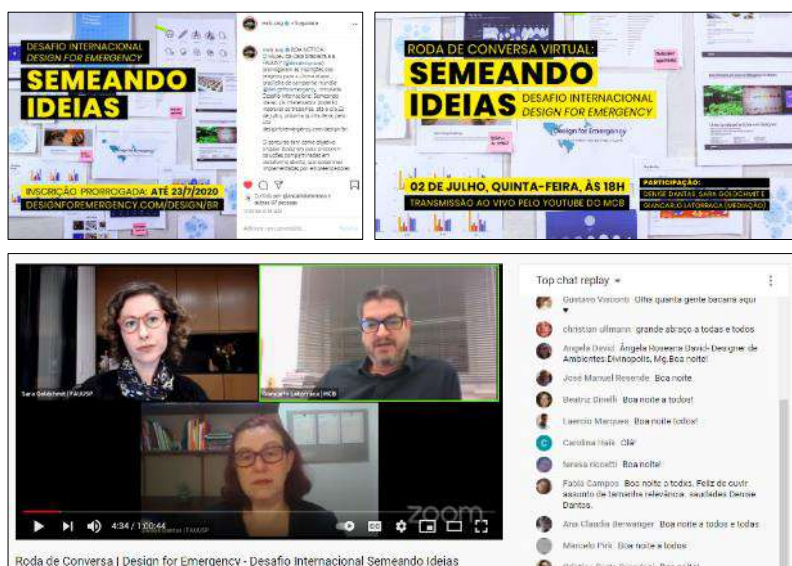 DESAFIO INTERNACIONAL
DESIGN FOR EMERGENCY
SEMEANDO
IDEIAS
INSCRIÇÃO PRORROGADA: ATÉ 23/7/2020
DESIGNFOREMERGENCY.COM/DESIGN/BR
BOA NOTÍCIA!
RODA DE CONVERSA VIRTUAL:
SEMEANDO
IDEIAS DESAFIO INTERNACIONAL
DESIGN FOR EMERGENCY
Design for Emergency
02 DE JULHO, QUINTA-FEIRA, ÀS 18H
TRANSMISSÃO AO VIVO PELO YOUTUBE DO MCB
PARTICIPAÇÃO:
DENISE DANTAS, SARA GOLDCHMIT E
GIANCARLO LATORRACA (MEDIAÇÃO)
Sara Goldchmit | FAUUSP
Giancarlo Latorraca | MCB
zoom
4:34 / 1:00:44
Roda de Conversa | Design for Emergency - Desafio Internacional Semeando Ideias
Top chat replay
Gustavo Visconti Olha quanta gente bacana aqui
christian ullmann grande abraço a todas e todos
Angela David Ângela Roseane David- Designer de
Ambientes.Divinopolis, Mg.Boa noite!
José Manuel Resende Boa noite
Beatriz Dinelli Boa noite a todos!
Laercio Marques Boa noite todos!
C
Carolina Olá!
teresa riccetti Boa noite!
Fabia Campos Boa noite a todxs. Feliz de ouvir
assunto de tamanha relevância. saudades Denise
Dantas.
Ana Claudia Berwanger Boa noite a todos e todas
Marcelo Boa noite a todos
Boa noite!